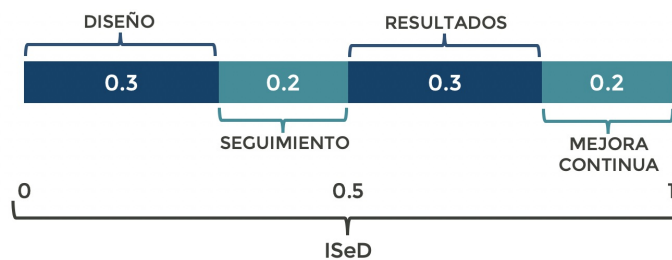 DISEÑO
RESULTADOS
0.3
0.2
0.3
0.2
SEGUIMIENTO
MEJORA
CONTINUA
0
0.5
1
ISeD